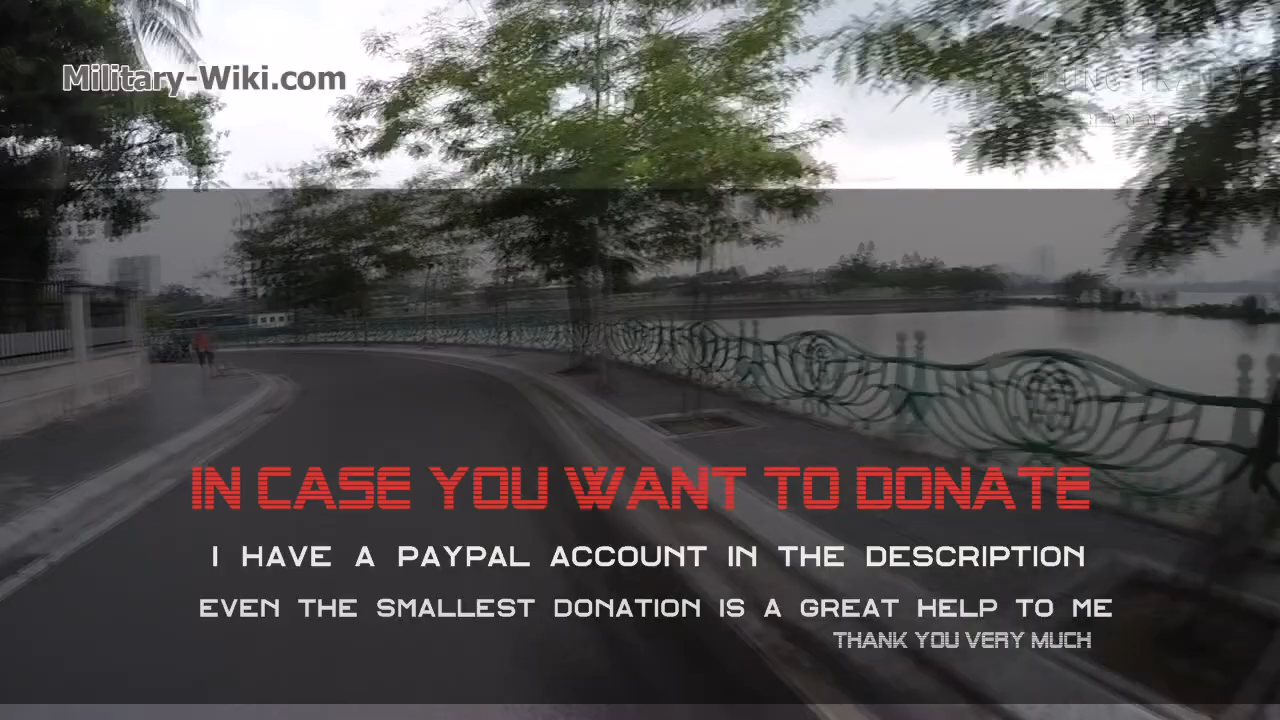 Military-Wiki.com
IN CASE YOU WANT TO DONATE
I HAVE A PAYPAL ACCOUNT IN THE DESCRIPTION
EVEN THE SMALLEST DONATION IS A GREAT HELP TO ME
THANK YOU VERY MUCH